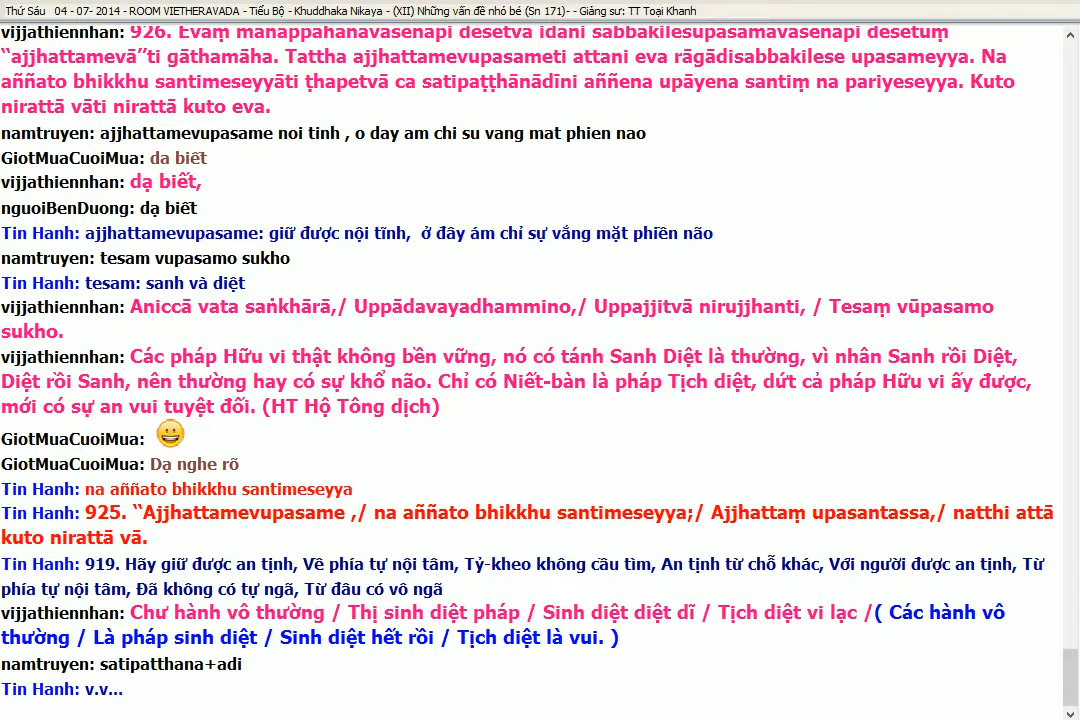 Thứ Sáu 04 - 07- 2014 - ROOM VIETHERAVADA - Tiểu Bộ - Khuddhaka Nikaya - (XII) Những vấn đề nhỏ bé (Sn 171)- - Giảng sư: TT Toại Khanh
vijjathiennhan: 926. Evaṃ mānappahānavasenapi desetvā idāni sabbakilesūpasamavasenapi desetuṃ
“ajjhattamevā”ti gāthamāha. Tattha ajjhattamevupasameti attani eva rāgādisabbakilese upasameyya. Na
aññato bhikkhu santimeseyyāti ṭhapetvā ca satipaṭṭhānādīni aññena upāyena santiṃ na pariyeseyya. Kuto
nirattā vāti nirattā kuto eva.
namtruyen: ajjhattamevupasame noi tinh , o day am chi su vang mat phien nao
GiotMuaCuoiMua: da biết
vijjathiennhan: dạ biết,
nguoiBenDuong: dạ biết
Tin Hanh: ajjhattamevupasame: giữ được nội tĩnh, ở đây ám chỉ sự vắng mặt phiền não
namtruyen: tesam vupasamo sukho
Tin Hanh: tesam: sanh và diệt
vijjathiennhan: Aniccā vata saṅkhārā,/ Uppādavayadhammino,/ Uppajjitvā nirujjhanti, / Tesaṃ vūpasamo
sukho.
vijjathiennhan: Các pháp Hữu vi thật không bền vững, nó có tánh Sanh Diệt là thường, vì nhân Sanh rồi Diệt,
Diệt rồi Sanh, nên thường hay có sự khổ não. Chỉ có Niết-bàn là pháp Tịch diệt, dứt cả pháp Hữu vi ấy được,
mới có sự an vui tuyệt đối. (HT Hộ Tông dịch)
GiotMuaCuoiMua:
GiotMuaCuoiMua: Dạ nghe rõ
Tin Hanh: na aññato bhikkhu santimeseyya
Tin Hanh: 925. “Ajjhattamevupasame ,/ na aññato bhikkhu santimeseyya;/ Ajjhattaṃ upasantassa,/ natthi attā
kuto nirattā vā.
Tin Hanh: 919. Hãy giữ được an tịnh, Về phía tự nội tâm, Tỷ-kheo không cầu tìm, An tịnh từ chỗ khác, Với người được an tịnh, Từ
phía tự nội tâm, Đã không có tự ngã, Từ đâu có vô ngã
vijjathiennhan: Chư hành vô thường / Thị sinh diệt pháp / Sinh diệt diệt dĩ / Tịch diệt vi lạc /( Các hành vô
thường / Là pháp sinh diệt / Sinh diệt hết rồi / Tịch diệt là vui. )
namtruyen: satipatthana+adi
Tin Hanh: v.v...